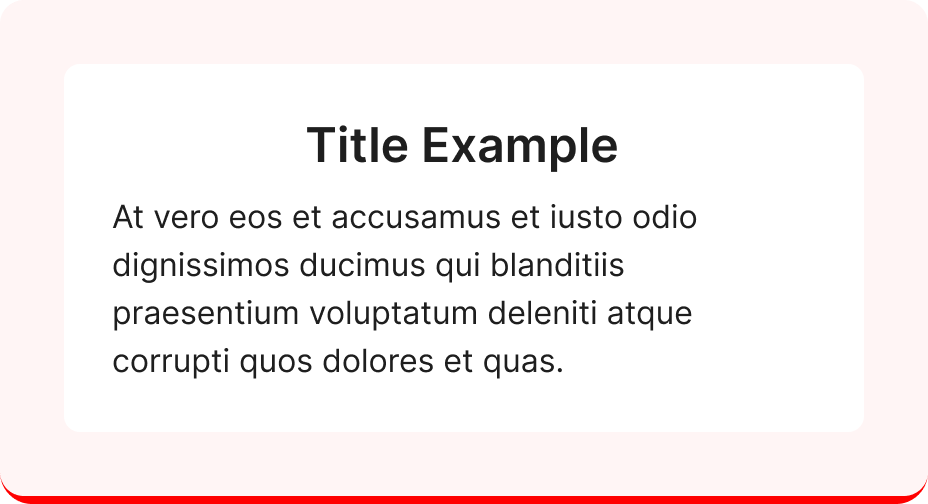 Title Example
At vero eos et accusamus et iusto odio
dignissimos ducimus qui blanditiis
praesentium voluptatum deleniti atque
corrupti quos dolores et quas.